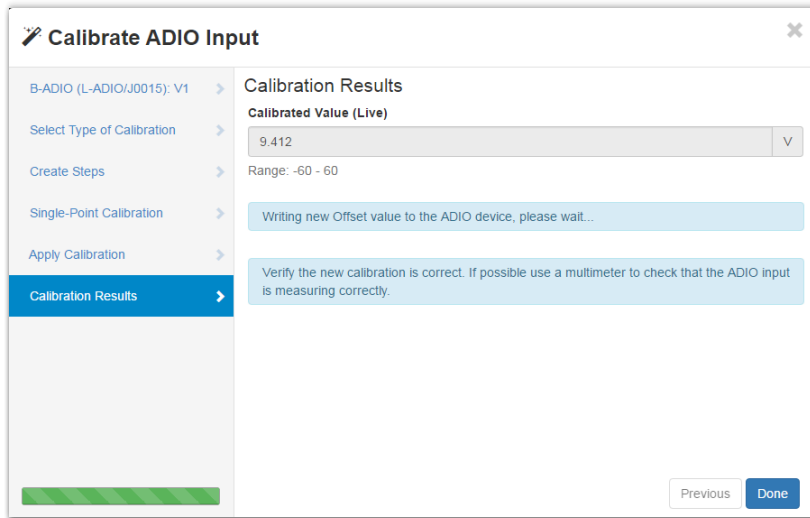 Calibrate ADIO Input
B-ADIO (L-ADIO/J0015): V1
Select Type of Calibration
Create Steps
Single-Point Calibration
Apply Calibration
Calibration Results
Calibration Results
Calibrated Value (Live)
9.412 V
Range: -60 - 60
Writing new Offset value to the ADIO device, please wait...
Verify the new calibration is correct. If possible use a multimeter to check that the ADIO input
is measuring correctly.
Previous Done